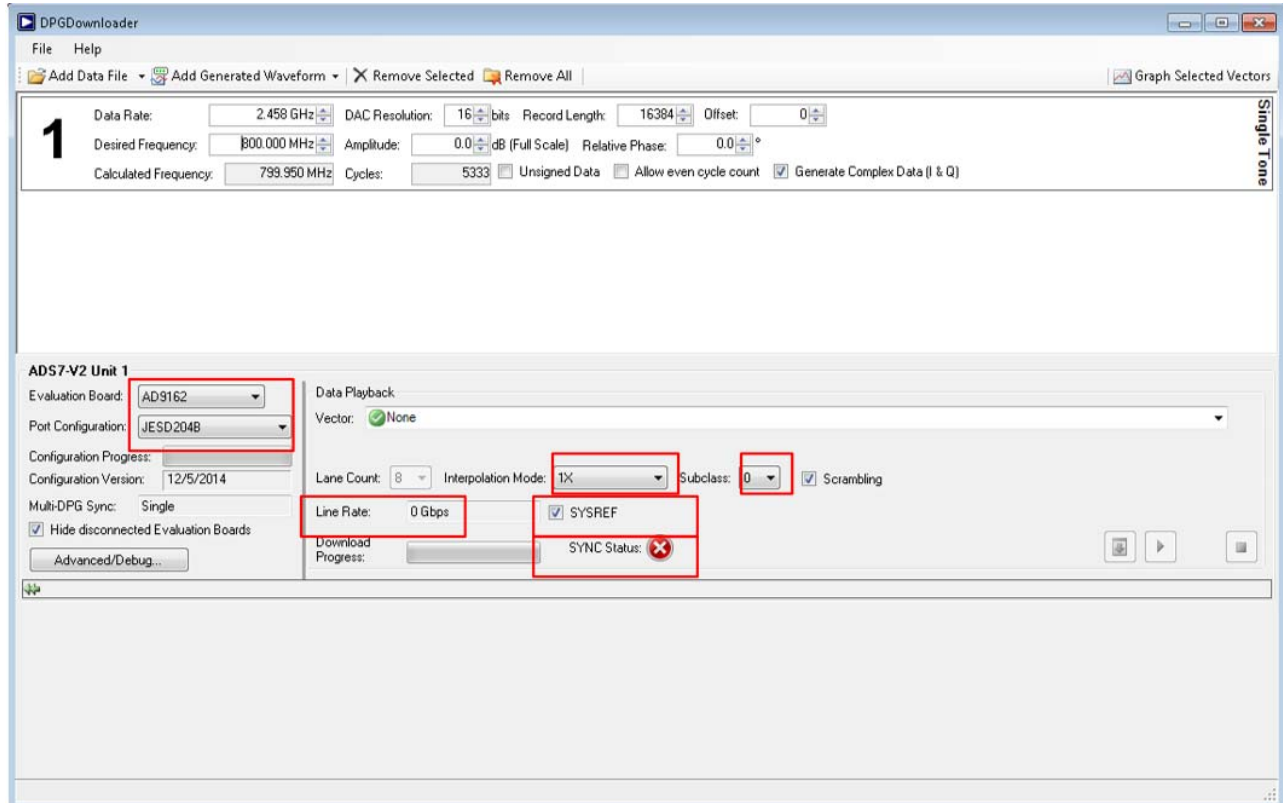 DPGDownloader
File Help
Add Data File Add Generated Waveform Remove Selected Remove All Graph Selected Vectors
1
Data Rate: 2.458 GHz DAC Resolution: 16 bits Record Length: 16384 Offset: 0
Desired Frequency: 800.000 MHz Amplitude: 0.0 dB (Full Scale) Relative Phase: 0.0 °
Calculated Frequency: 799.950 MHz Cycles: 5333 Unsigned Data Allow even cycle count Generate Complex Data (I & Q)
Single Tone
ADS7-V2 Unit 1
Evaluation Board: AD9162
Port Configuration: JESD204B
Configuration Progress:
Configuration Version: 12/5/2014
Multi-DPG Sync: Single
Hide disconnected Evaluation Boards
Advanced/Debug...
Data Playback
Vector: None
Lane Count: 8 Interpolation Mode: 1X Subclass: 0 Scrambling
Line Rate: 0 Gbps SYSREF
Download
Progress:
SYNC Status: